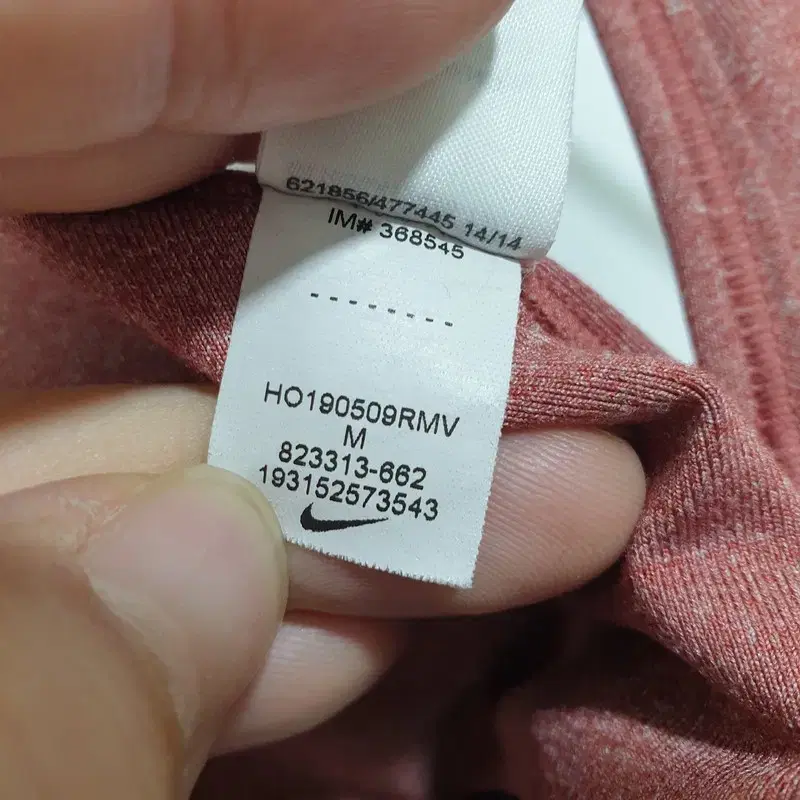 621856/477445 14/14
IM# 368545
--------
HO190509RMV
M
823313-662
193152573543